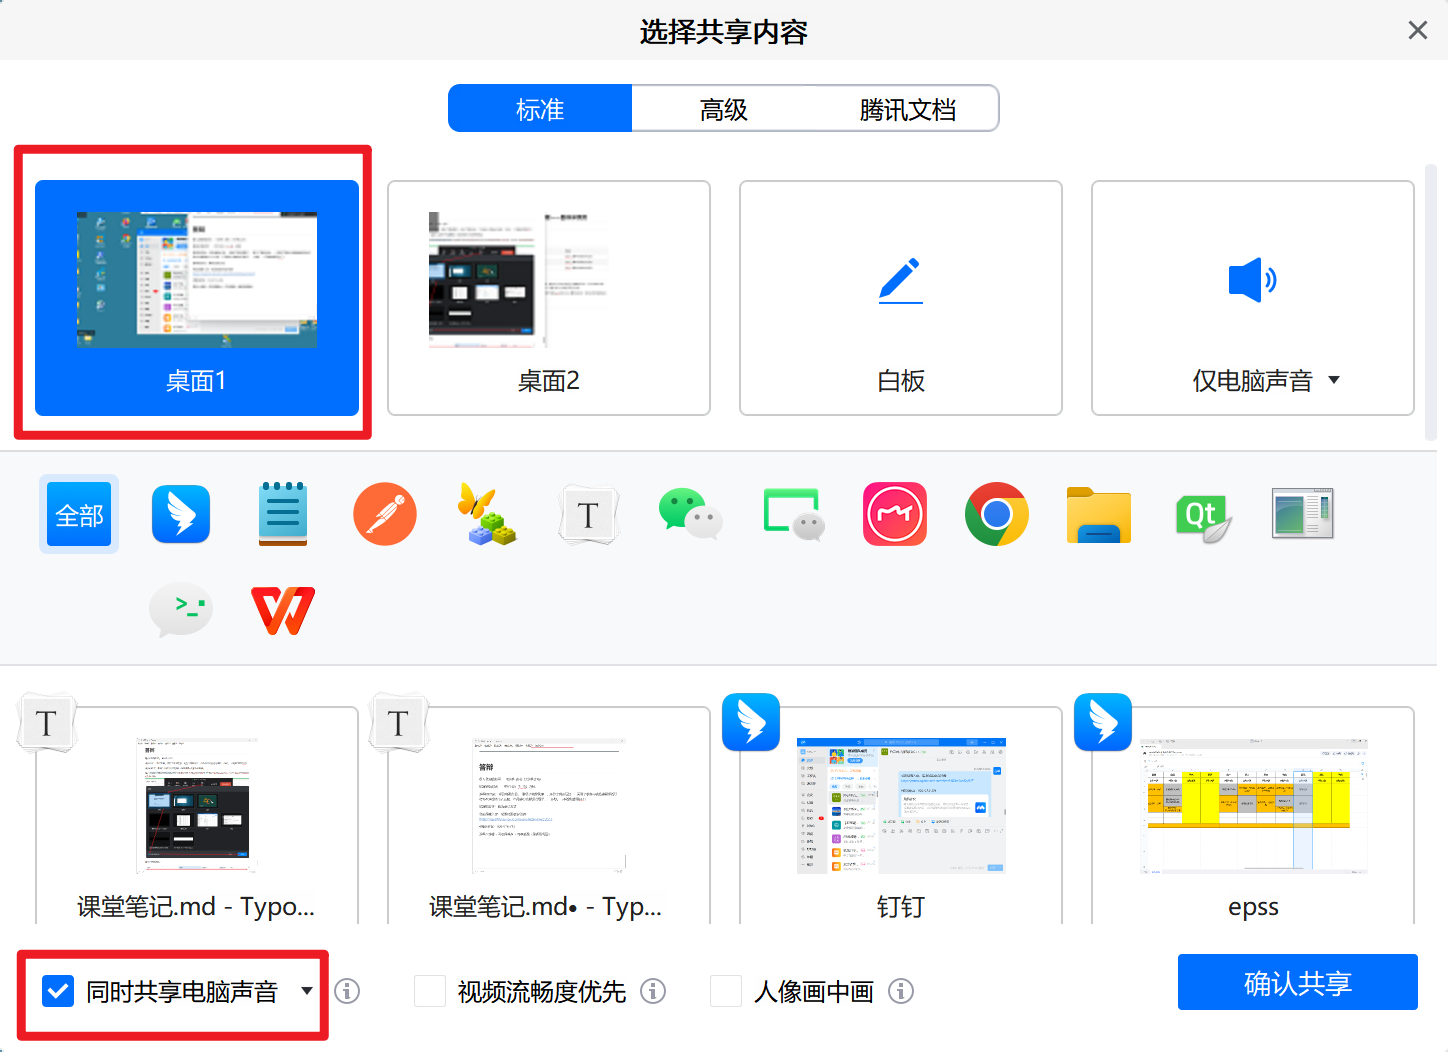 选择共享内容
标准
高级
腾讯文档
桌面1
桌面2
白板
仅电脑声音
全部
T
Qt
>_
T
T
答辩
课堂笔记.md - Typo...
课堂笔记.md• - Typ...
钉钉
epss
同时共享电脑声音
视频流畅度优先
人像画中画
确认共享